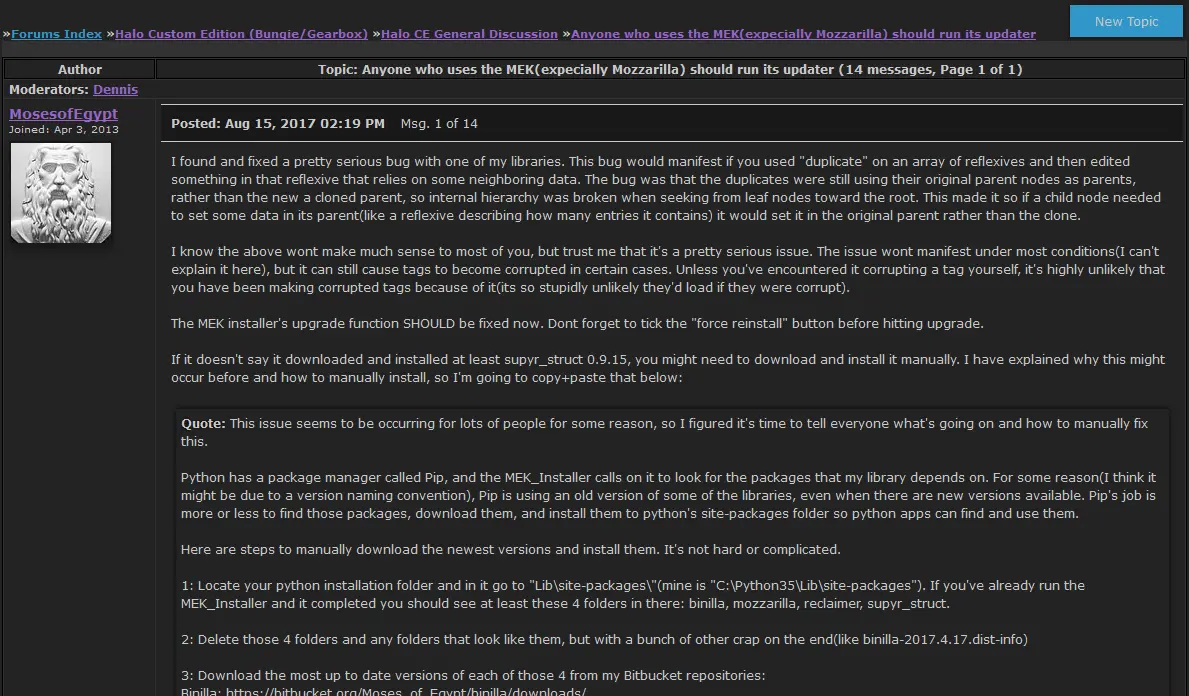 New Topic
»Forums Index »Halo Custom Edition (Bungie/Gearbox) »Halo CE General Discussion »Anyone who uses the MEK(expecially Mozzarilla) should run its updater
Author
Topic: Anyone who uses the MEK(expecially Mozzarilla) should run its updater (14 messages, Page 1 of 1)
Moderators: Dennis
MosesofEgypt
Joined: Apr 3, 2013
Posted: Aug 15, 2017 02:19 PM Msg. 1 of 14
I found and fixed a pretty serious bug with one of my libraries. This bug would manifest if you used "duplicate" on an array of reflexives and then edited
something in that reflexive that relies on some neighboring data. The bug was that the duplicates were still using their original parent nodes as parents,
rather than the new a cloned parent, so internal hierarchy was broken when seeking from leaf nodes toward the root. This made it so if a child node needed
to set some data in its parent(like a reflexive describing how many entries it contains) it would set it in the original parent rather than the clone.
I know the above wont make much sense to most of you, but trust me that it's a pretty serious issue. The issue wont manifest under most conditions(I can't
explain it here), but it can still cause tags to become corrupted in certain cases. Unless you've encountered it corrupting a tag yourself, it's highly unlikely that
you have been making corrupted tags because of it(its so stupidly unlikely they'd load if they were corrupt).
The MEK installer's upgrade function SHOULD be fixed now. Dont forget to tick the "force reinstall" button before hitting upgrade.
If it doesn't say it downloaded and installed at least supyr_struct 0.9.15, you might need to download and install it manually. I have explained why this might
occur before and how to manually install, so I'm going to copy+paste that below:
Quote: This issue seems to be occurring for lots of people for some reason, so I figured it's time to tell everyone what's going on and how to manually fix
this.
Python has a package manager called Pip, and the MEK_Installer calls on it to look for the packages that my library depends on. For some reason(I think it
might be due to a version naming convention), Pip is using an old version of some of the libraries, even when there are new versions available. Pip's job is
more or less to find those packages, download them, and install them to python's site-packages folder so python apps can find and use them.
Here are steps to manually download the newest versions and install them. It's not hard or complicated.
1: Locate your python installation folder and in it go to "Lib\site-packages\"(mine is "C:\Python35\Lib\site-packages"). If you've already run the
MEK_Installer and it completed you should see at least these 4 folders in there: binilla, mozzarilla, reclaimer, supyr_struct.
2: Delete those 4 folders and any folders that look like them, but with a bunch of other crap on the end(like binilla-2017.4.17.dist-info)
3: Download the most up to date versions of each of those 4 from my Bitbucket repositories:
Binilla: https://bitbucket.org/Moses_of_Egypt/binilla/downloads/